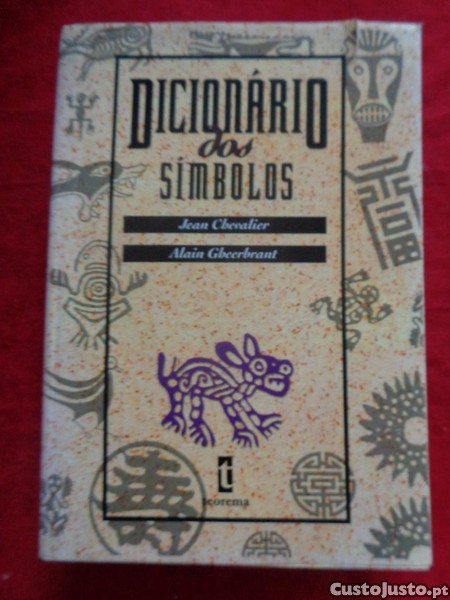 DICIONÁRIO
dos
SÍMBOLOS
Jean Chevalier
Alain Gheerbrant
t
teorema
CustoJusto.pt